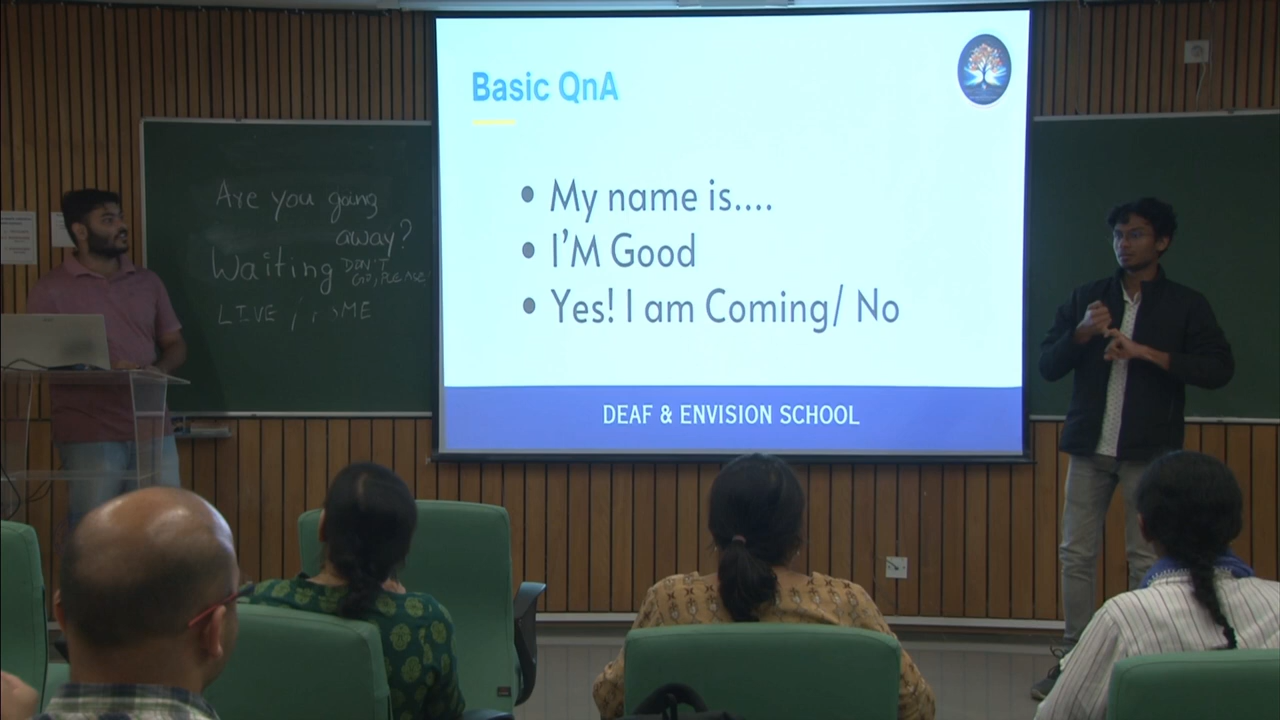 Are you going
away?
Waiting DON'T
GO, PLEASE!
LIVE /
Basic QnA
• My name is....
• I'M Good
• Yes! I am Coming/ No
DEAF & ENVISION SCHOOL